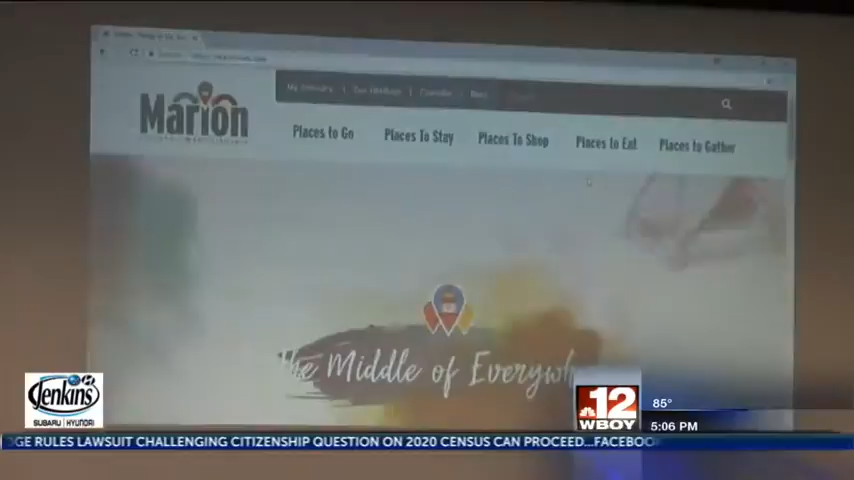 Marion
Places to Go
Places To Stay
Places To Shop
Places to Eat
Places to Gather
The Middle of Everywh
Jenkins
SUBARU | HYUNDAI
12
WBOY
85°
5:06 PM
DGE RULES LAWSUIT CHALLENGING CITIZENSHIP QUESTION ON 2020 CENSUS CAN PROCEED...FACEBOOK